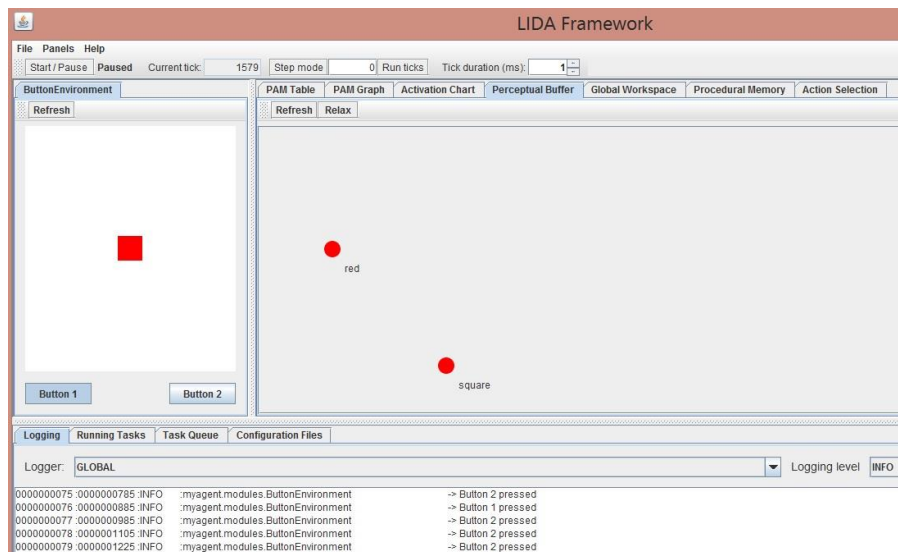 LIDA Framework
File Panels Help
Start / Pause Paused Current tick: 1579 Step mode 0 Run ticks Tick duration (ms): 1
ButtonEnvironment
PAM Table PAM Graph Activation Chart Perceptual Buffer Global Workspace Procedural Memory Action Selection
Refresh
Refresh Relax
red
square
Button 1 Button 2
Logging Running Tasks Task Queue Configuration Files
Logger: GLOBAL Logging level INFO
0000000075 :0000000785 :INFO :myagent.modules.ButtonEnvironment -> Button 2 pressed
0000000076 :0000000885 :INFO :myagent.modules.ButtonEnvironment -> Button 1 pressed
0000000077 :0000000985 :INFO :myagent.modules.ButtonEnvironment -> Button 2 pressed
0000000078 :0000001105 :INFO :myagent.modules.ButtonEnvironment -> Button 2 pressed
0000000079 :0000001225 :INFO :myagent.modules.ButtonEnvironment -> Button 2 pressed